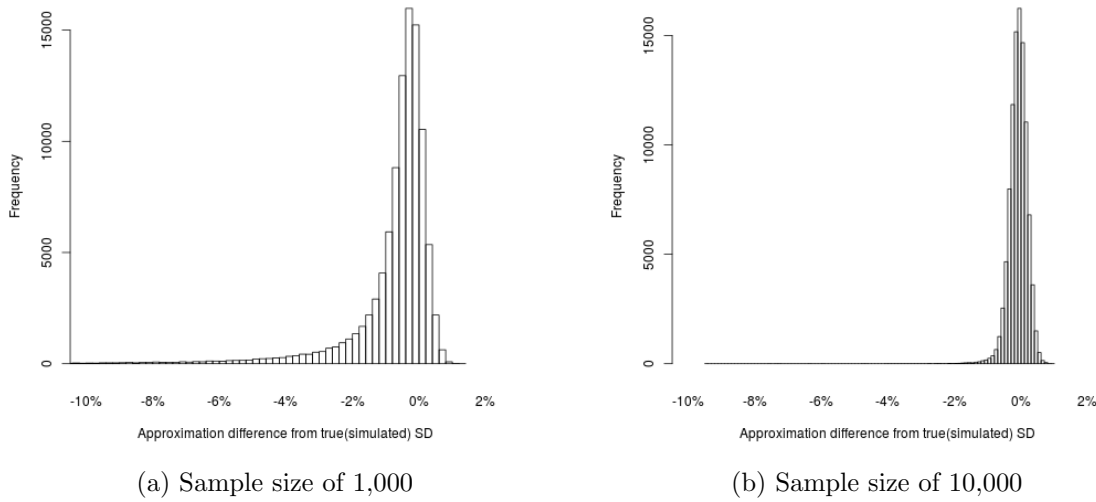 Frequency
15000
10000
5000
0
-10% -8% -6% -4% -2% 0% 2%
Approximation difference from true(simulated) SD
(a) Sample size of 1,000
Frequency
15000
10000
5000
0
-10% -8% -6% -4% -2% 0% 2%
Approximation difference from true(simulated) SD
(b) Sample size of 10,000